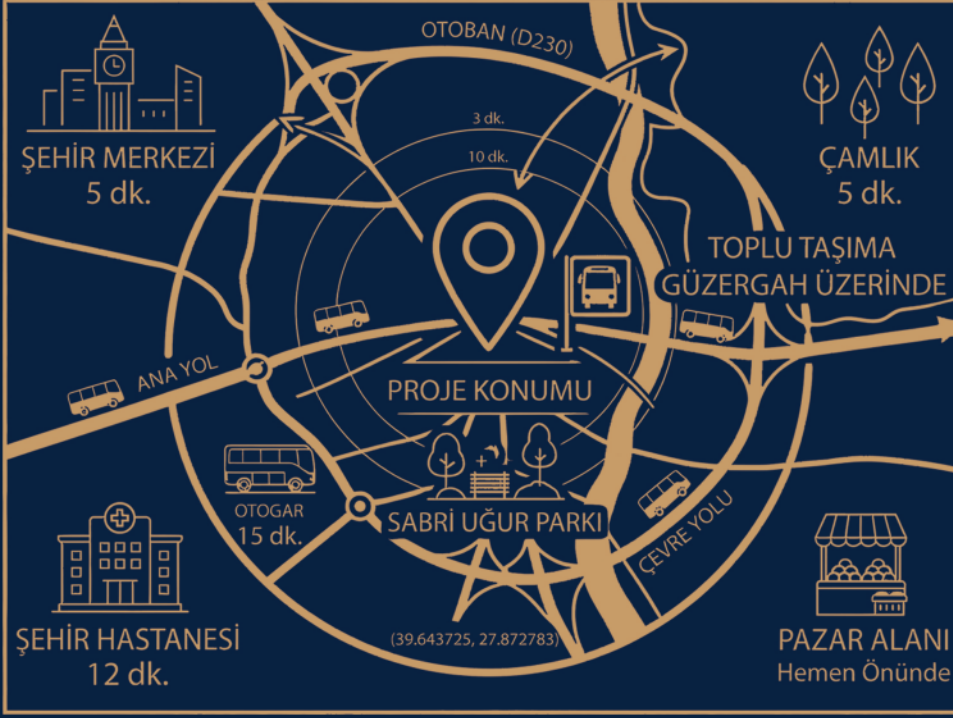 OTOBAN (D230)
3 dk.
10 dk.
ŞEHİR MERKEZİ
5 dk.
ÇAMLIK
5 dk.
TOPLU TAŞIMA
GÜZERGAH ÜZERİNDE
ANA YOL
PROJE KONUMU
OTOGAR
15 dk.
SABRİ UĞUR PARKI
ÇEVRE YOLU
(39.643725, 27.872783)
ŞEHİR HASTANESİ
12 dk.
PAZAR ALANI
Hemen Önünde